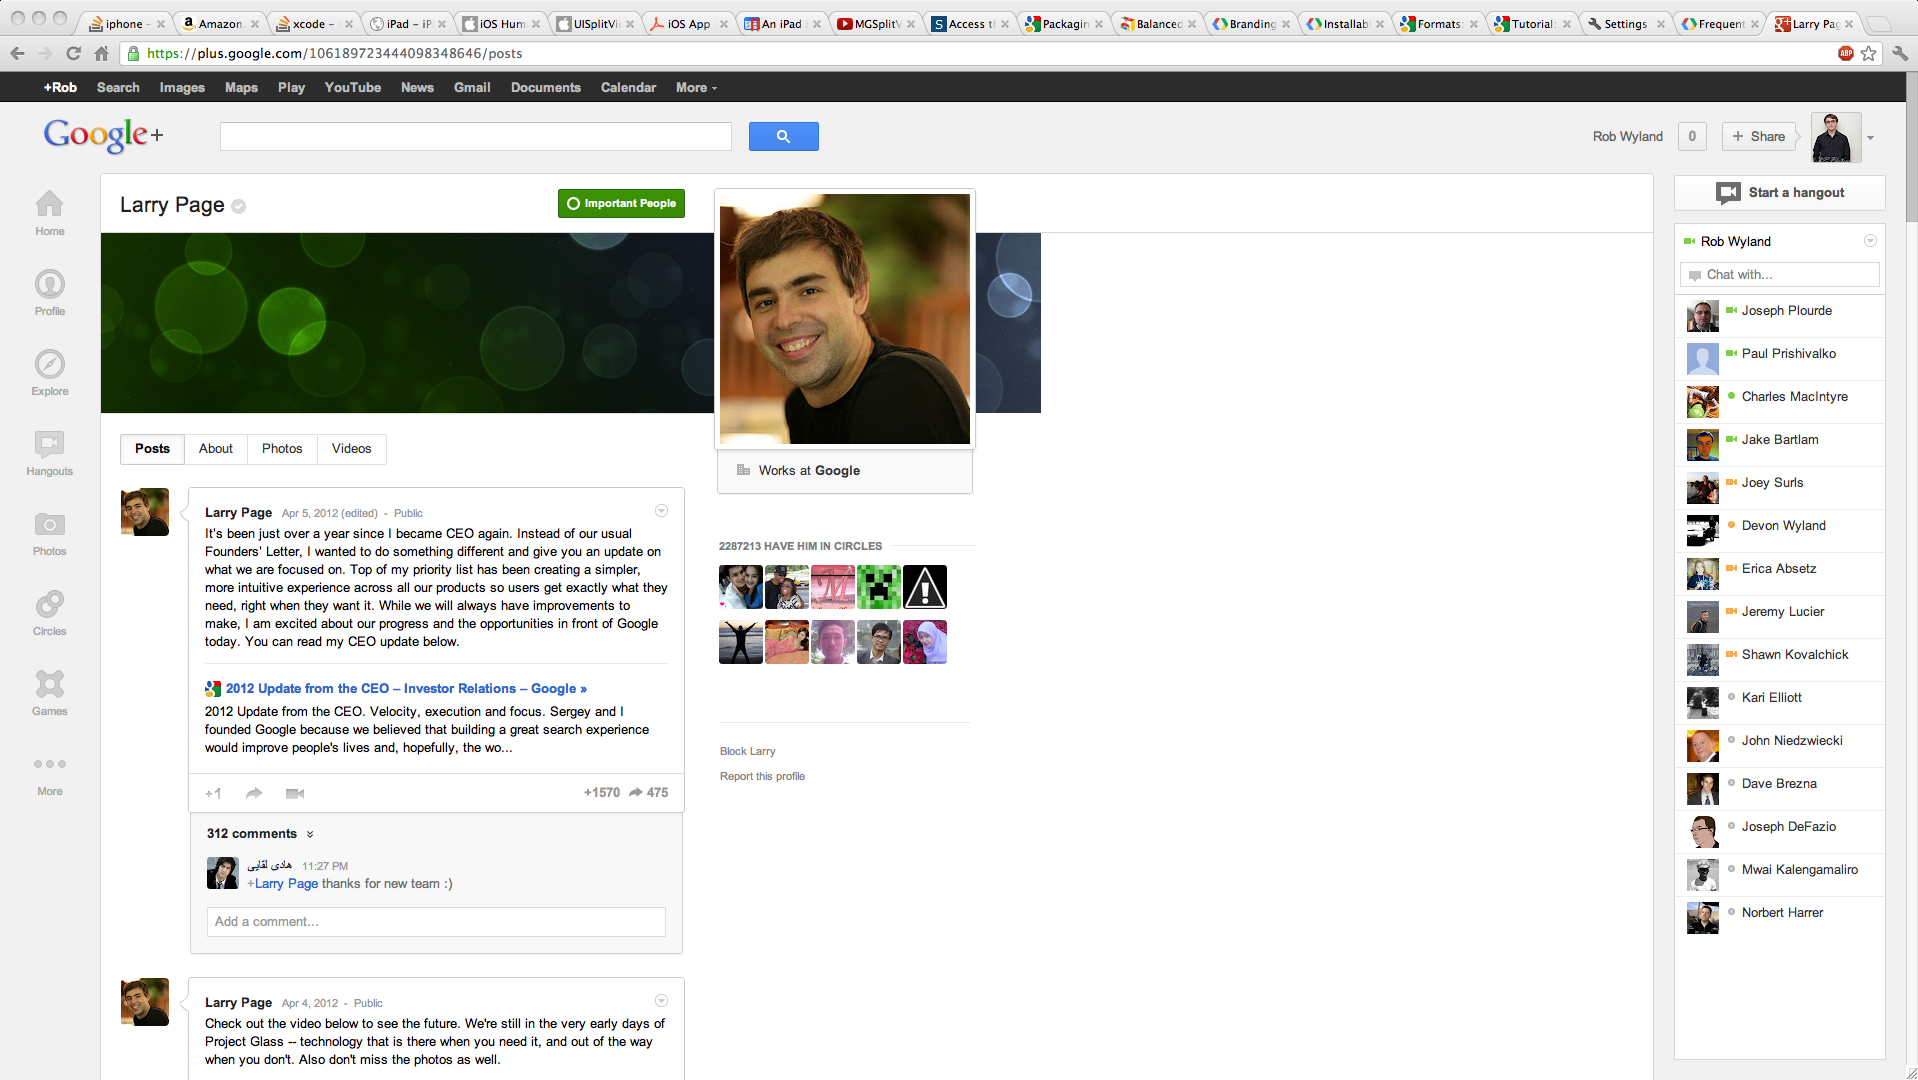 iphone -
Amazon.
xcode -
iPad - iP
iOS Hum
UISplitVi
iOS App
An iPad i
MGSplitV
Access t
Packagin
Balanced
Branding
Installab
Formats:
Tutorial:
Settings
Frequent
Larry Pag
https://plus.google.com/106189723444098348646/posts
ABP
+Rob Search Images Maps Play YouTube News Gmail Documents Calendar More
Google+
Rob Wyland 0 + Share
Home
Profile
Explore
Hangouts
Photos
Circles
Games
More
Larry Page
Important People
Posts About Photos Videos
Larry Page Apr 5, 2012 (edited) - Public
It's been just over a year since I became CEO again. Instead of our usual
Founders' Letter, I wanted to do something different and give you an update on
what we are focused on. Top of my priority list has been creating a simpler,
more intuitive experience across all our products so users get exactly what they
need, right when they want it. While we will always have improvements to
make, I am excited about our progress and the opportunities in front of Google
today. You can read my CEO update below.
2012 Update from the CEO – Investor Relations – Google »
2012 Update from the CEO. Velocity, execution and focus. Sergey and I
founded Google because we believed that building a great search experience
would improve people's lives and, hopefully, the wo...
+1
+1570 475
312 comments
هادی لقایی 11:27 PM
+Larry Page thanks for new team :)
Add a comment...
Larry Page Apr 4, 2012 - Public
Check out the video below to see the future. We're still in the very early days of
Project Glass -- technology that is there when you need it, and out of the way
when you don't. Also don't miss the photos as well.
Works at Google
2287213 HAVE HIM IN CIRCLES
Block Larry
Report this profile
Start a hangout
Rob Wyland
Chat with...
Joseph Plourde
Paul Prishivalko
Charles MacIntyre
Jake Bartlam
Joey Surls
Devon Wyland
Erica Absetz
Jeremy Lucier
Shawn Kovalchick
Kari Elliott
John Niedzwiecki
Dave Brezna
Joseph DeFazio
Mwai Kalengamaliro
Norbert Harrer